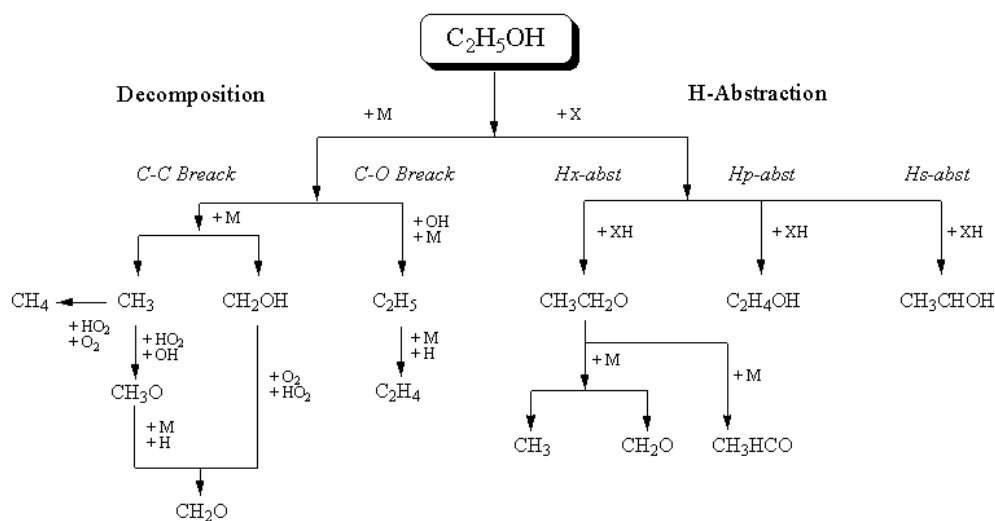 C₂H₅OH
Decomposition
H-Abstraction
+ M
+ X
C-C Breack
C-O Breack
Hx-abst
Hp-abst
Hs-abst
+ M
+ OH
+ M
+ XH
+ XH
+ XH
CH₄
CH₃
CH₂OH
C₂H₅
CH₃CH₂O
C₂H₄OH
CH₃CHOH
+ HO₂
+ O₂
+ HO₂
+ OH
+ O₂
+ HO₂
+ M
+ H
+ M
+ M
CH₃O
C₂H₄
+ M
+ H
CH₃
CH₂O
CH₃HCO
CH₂O